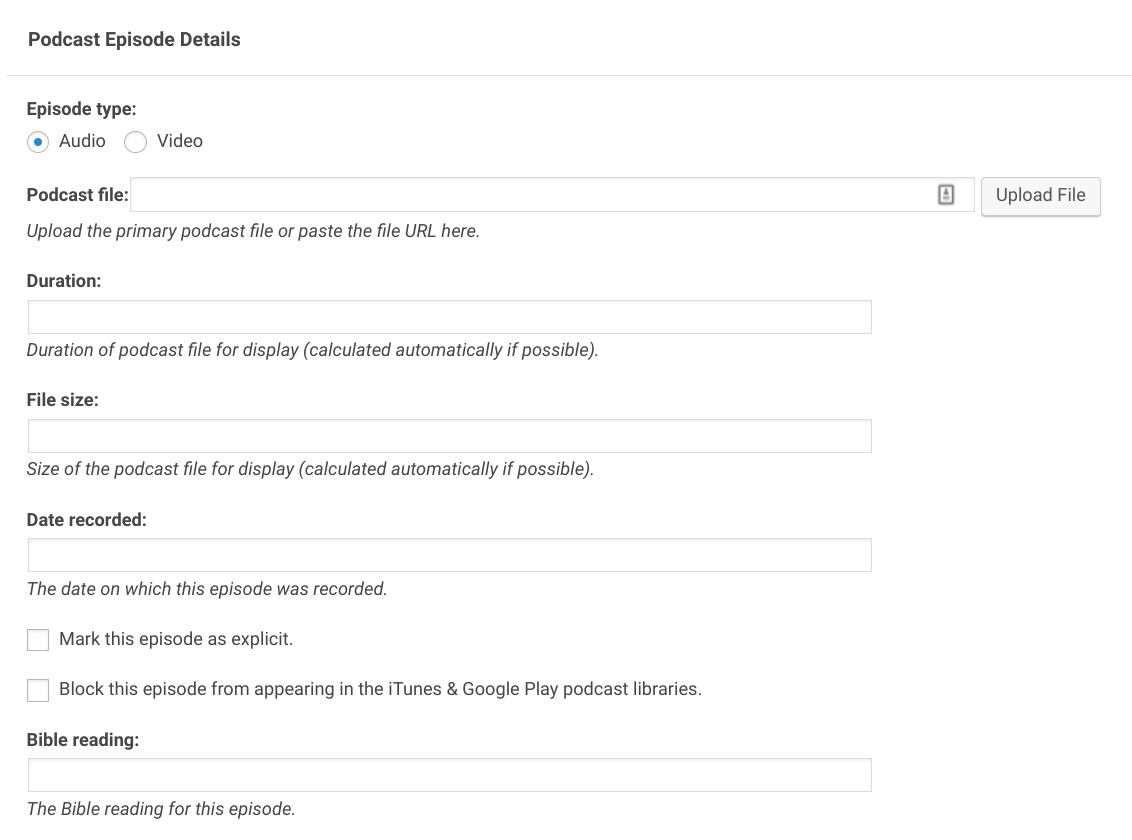 Podcast Episode Details
Episode type:
Audio Video
Podcast file: Upload File
Upload the primary podcast file or paste the file URL here.
Duration:
Duration of podcast file for display (calculated automatically if possible).
File size:
Size of the podcast file for display (calculated automatically if possible).
Date recorded:
The date on which this episode was recorded.
Mark this episode as explicit.
Block this episode from appearing in the iTunes & Google Play podcast libraries.
Bible reading:
The Bible reading for this episode.